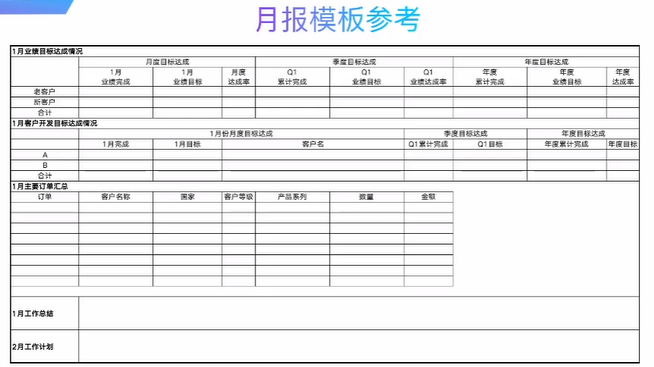 月报模板参考
1月业绩目标达成情况
月度目标达成 季度目标达成 年度目标达成
1月 1月 月度 Q1 Q1 Q1 年度 年度 年度
业绩完成 业绩目标 达成率 累计完成 业绩目标 业绩达成率 累计完成 业绩目标 达成率
老客户
所客户
合计
1月客户开发目标达成情况
1月份月度目标达成 季度目标达成 年度目标达成
1月完成 1月目标 客户名 Q1累计完成 Q1目标 年度累计完成 年度目标
A
B
合计
1月主要订单汇总
订单 客户名称 国家 客户等级 产品系列 数量 金额
1月工作总结
2月工作计划